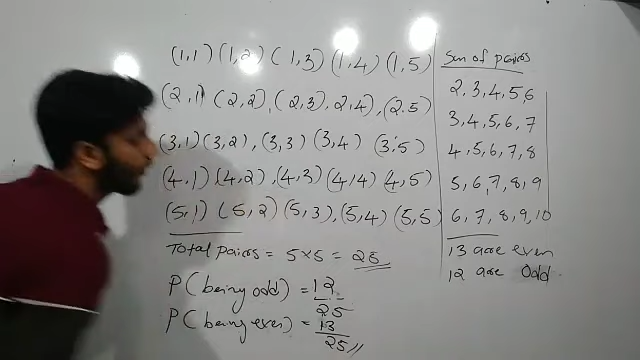 (1,1) (1,2) (1,3) (1,4) (1,5)
(2,1) (2,2), (2,3), 2,4), (2.5)
(3,1) (3,2), (3,3) (3,4) (3,5)
(4,1) (4,2), (4,3) (4,4) (4,5)
(5,1) (5,2) (5,3), (5,4) (5,5)
Total pairs = 5×5 = 25
P(being odd) = 12/25
P(being even) = 13/25 //
Sum of pairs
2, 3, 4, 5, 6
3, 4, 5, 6, 7
4, 5, 6, 7, 8
5, 6, 7, 8, 9
6, 7, 8, 9, 10
13 are even
12 are Odd.